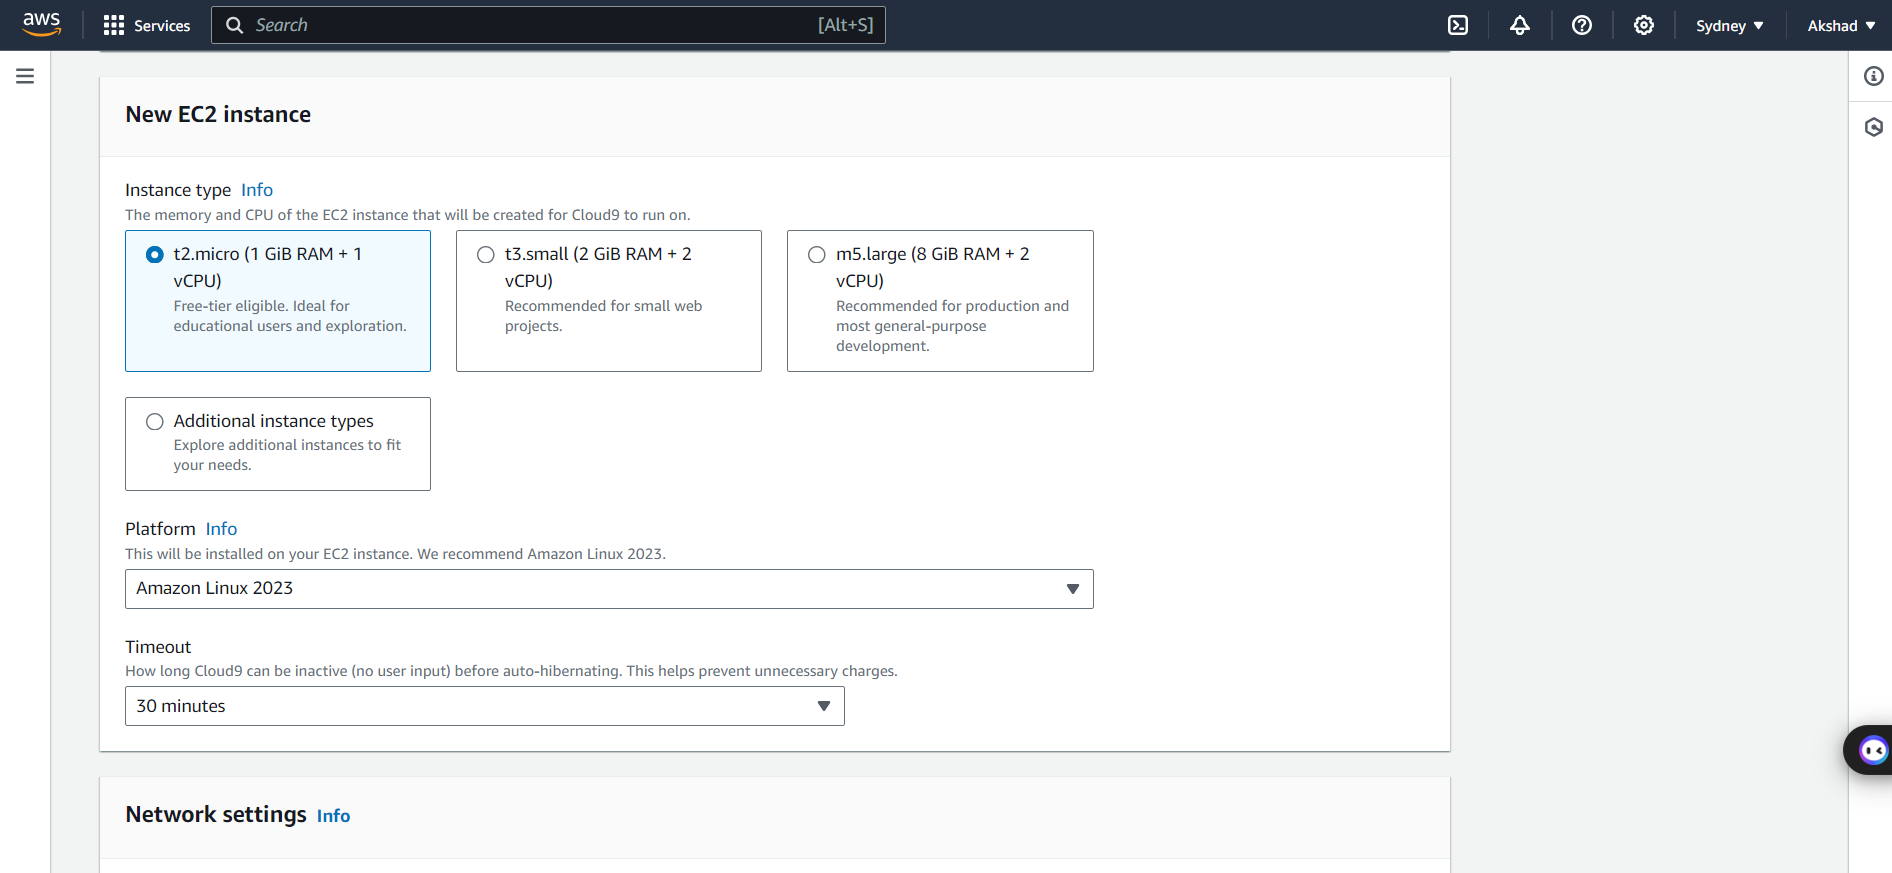 aws
Services
Search
[Alt+S]
Sydney
Akshad
New EC2 instance
Instance type Info
The memory and CPU of the EC2 instance that will be created for Cloud9 to run on.
t2.micro (1 GiB RAM + 1
vCPU)
Free-tier eligible. Ideal for
educational users and exploration.
t3.small (2 GiB RAM + 2
vCPU)
Recommended for small web
projects.
m5.large (8 GiB RAM + 2
vCPU)
Recommended for production and
most general-purpose
development.
Additional instance types
Explore additional instances to fit
your needs.
Platform Info
This will be installed on your EC2 instance. We recommend Amazon Linux 2023.
Amazon Linux 2023
Timeout
How long Cloud9 can be inactive (no user input) before auto-hibernating. This helps prevent unnecessary charges.
30 minutes
Network settings Info